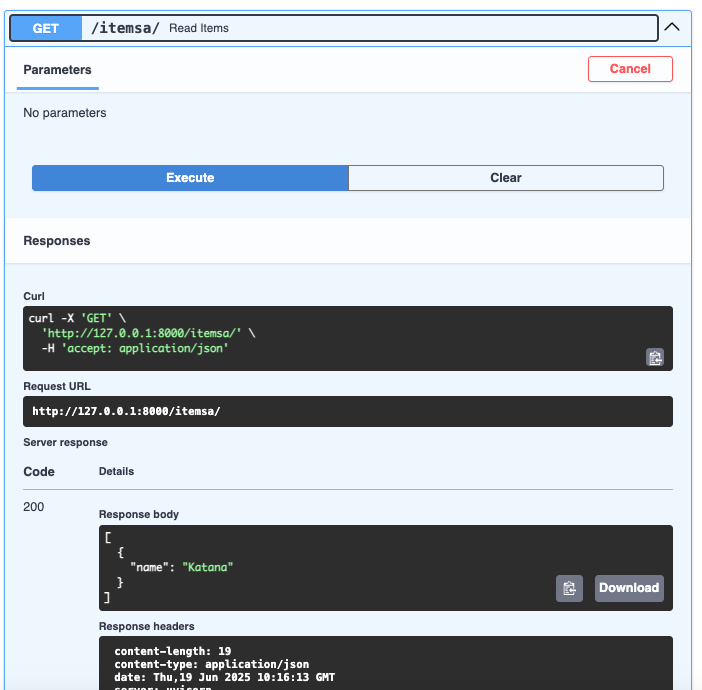 GET /itemsa/ Read Items
Parameters Cancel
No parameters
Execute Clear
Responses
Curl
curl -X 'GET' \
'http://127.0.0.1:8000/itemsa/' \
-H 'accept: application/json'
Request URL
http://127.0.0.1:8000/itemsa/
Server response
Code Details
200
Response body
[
{
"name": "Katana"
}
]
Download
Response headers
content-length: 19
content-type: application/json
date: Thu,19 Jun 2025 10:16:13 GMT
server: uvicorn